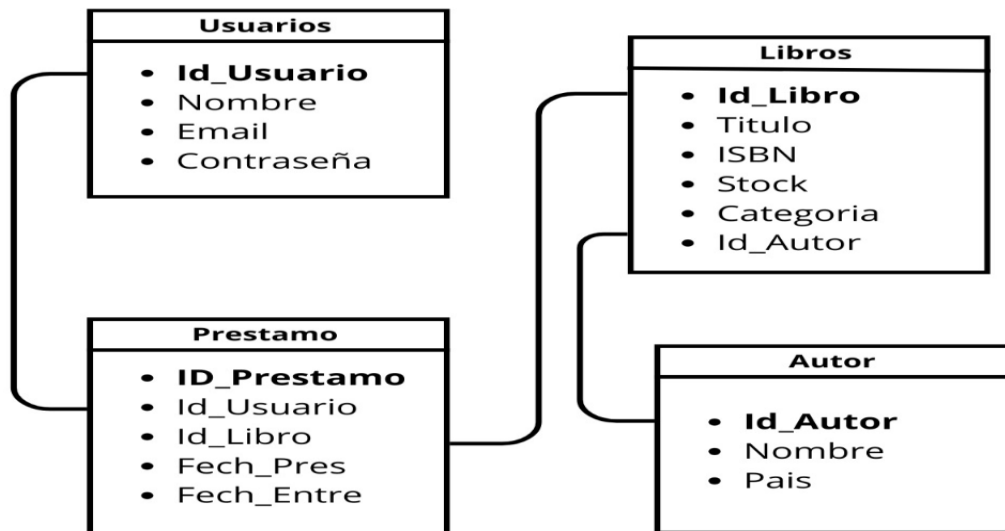 Usuarios
Id_Usuario
Nombre
Email
Contraseña
Libros
Id_Libro
Titulo
ISBN
Stock
Categoria
Id_Autor
Prestamo
ID_Prestamo
Id_Usuario
Id_Libro
Fech_Pres
Fech_Entre
Autor
Id_Autor
Nombre
Pais